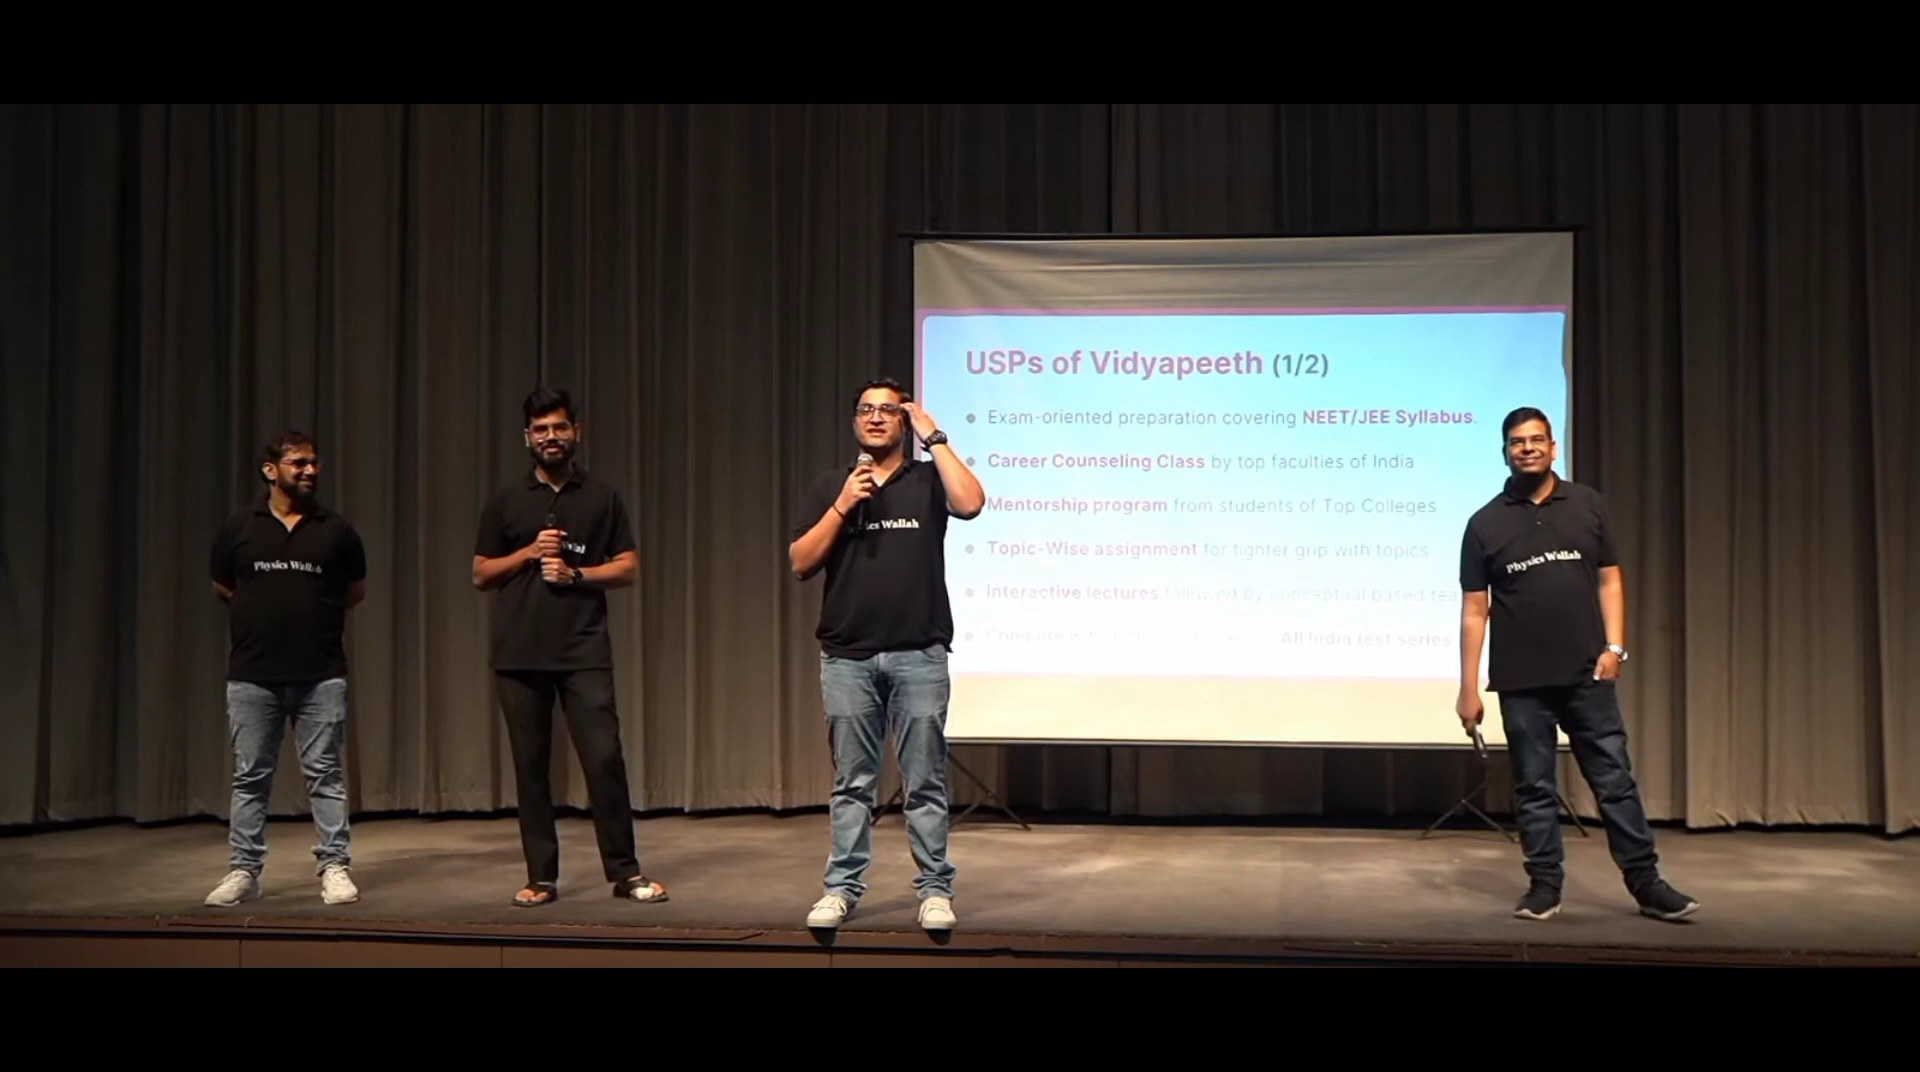 USPs of Vidyapeeth (1/2)
Exam-oriented preparation covering NEET/JEE Syllabus.
Career Counseling Class by top faculties of India
Mentorship program from students of Top Colleges
Topic-Wise assignment for tighter grip with topics
Interactive lectures followed by conceptual based
Compete All India test series
Physics Wallah
Wallah
Physics Wallah